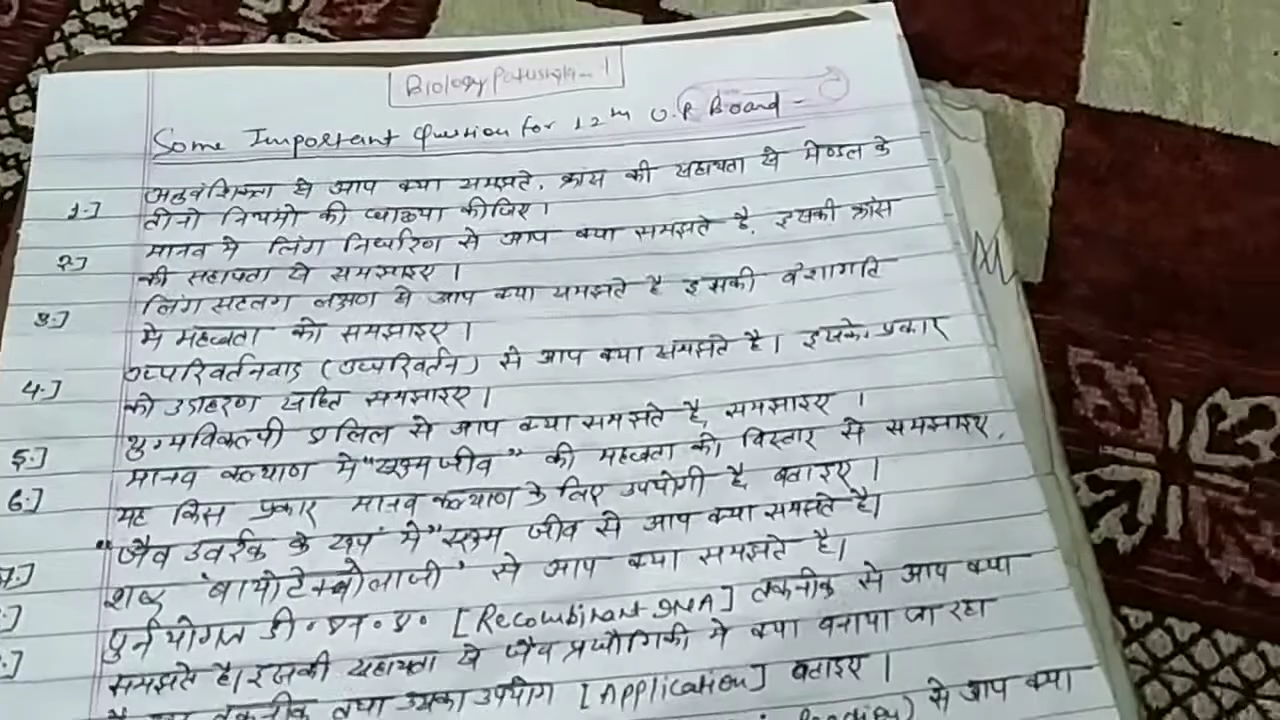 Biology
Some Important Question for 12th U.P Board -
1.] अनुवंशिकता से आप क्या समझते, क्रास की सहायता से मेण्डल के
तीनो नियमो की व्याख्या कीजिए।
2.] मानव मे लिंग निर्धारण से आप क्या समझते है, इसकी क्रॉस
की सहायता से समझाइए।
3.] लिंग सहलग्न लक्षण से आप क्या समझते है इसकी वंशागति
मे महत्वता को समझाइए।
4.] उत्परिवर्तनवाद (उत्परिवर्तन) से आप क्या समझते है। इसके प्रकार
को उदाहरण सहित समझाइए।
5.] युग्मविकल्पी एलिल से आप क्या समझते है, समझाइए।
6.] मानव कल्याण मे "सूक्ष्म जीव" की महत्वता को विस्तार से समझाइए,
यह किस प्रकार मानव कल्याण के लिए उपयोगी है, बताइए।
7.] "जैव उर्वरक के रूप मे" सूक्ष्म जीव से आप क्या समझते है।
.] शब्द 'बायोटेक्नोलाजी' से आप क्या समझते है।
.] पुर्नयोगज डी.एन.ए. [Recombinant DNA] तकनीक से आप क्या
समझते है। इसकी सहायता से जैव प्रद्यौगिकी मे क्या बनाया जा रहा
है तकनीक तथा उसका उपयोग [Application] बताइए।
से आप क्या